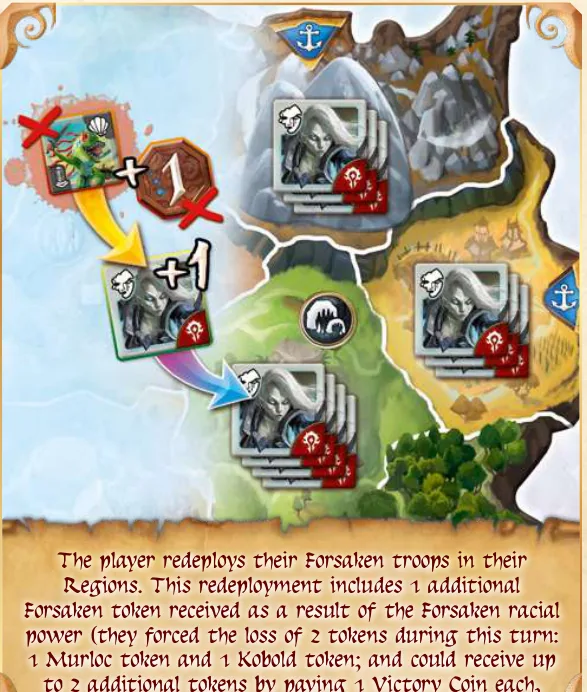 +
1
+1
The player redeploys their Forsaken troops in their
Regions. This redeployment includes 1 additional
Forsaken token received as a result of the Forsaken racial
power (they forced the loss of 2 tokens during this turn:
1 Murloc token and 1 Kobold token; and could receive up
to 2 additional tokens by paying 1 Victory Coin each,